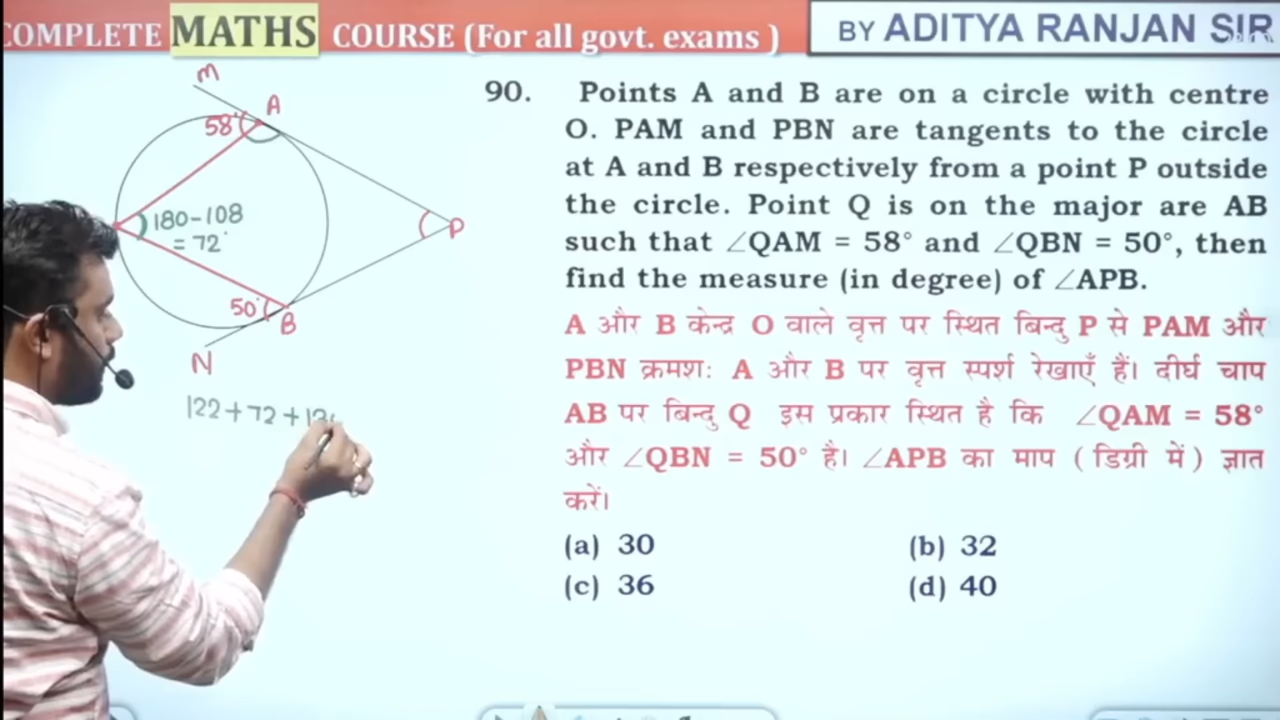 COMPLETE MATHS COURSE (For all govt. exams )
BY ADITYA RANJAN SIR
M
A
58°
180-108
= 72°
P
50°
B
N
122+72+13
90. Points A and B are on a circle with centre
O. PAM and PBN are tangents to the circle
at A and B respectively from a point P outside
the circle. Point Q is on the major are AB
such that ∠QAM = 58° and ∠QBN = 50°, then
find the measure (in degree) of ∠APB.
A और B केन्द्र O वाले वृत्त पर स्थित बिन्दु P से PAM और
PBN क्रमश: A और B पर वृत्त स्पर्श रेखाएँ हैं। दीर्घ चाप
AB पर बिन्दु Q इस प्रकार स्थित है कि ∠QAM = 58°
और ∠QBN = 50° है। ∠APB का माप ( डिग्री में ) ज्ञात
करें।
(a) 30 (b) 32
(c) 36 (d) 40